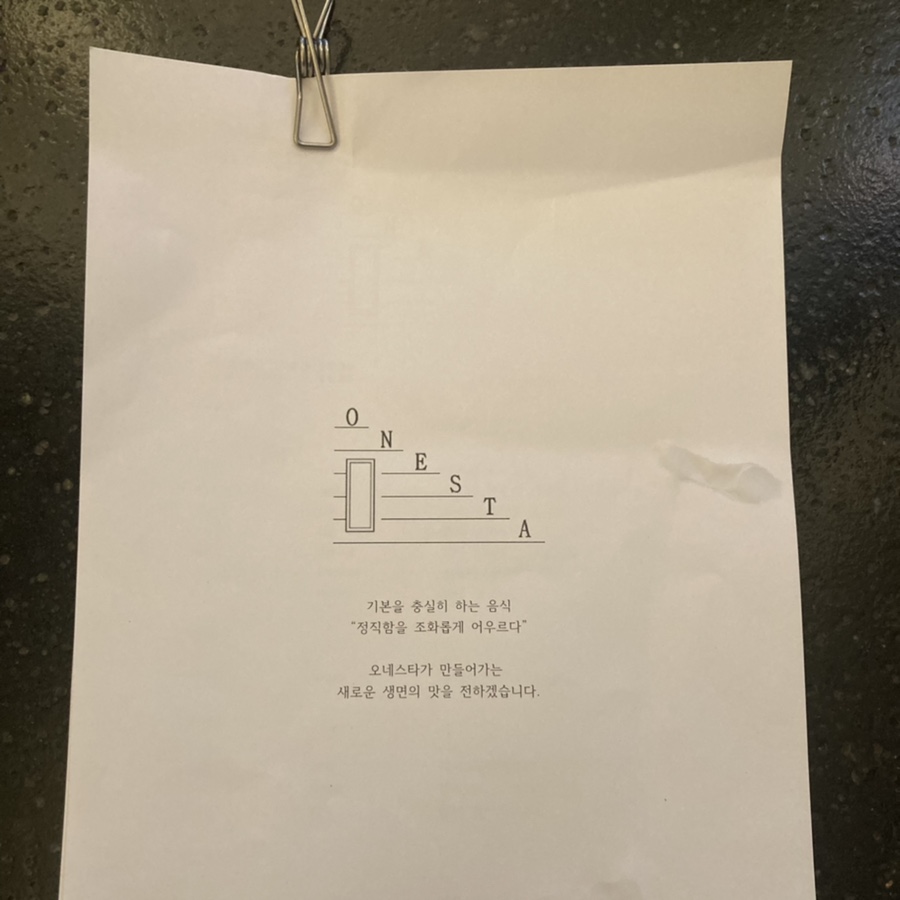 ONESTA
기본을 충실히 하는 음식
“정직함을 조화롭게 어우르다”
오네스타가 만들어가는
새로운 생면의 맛을 전하겠습니다.